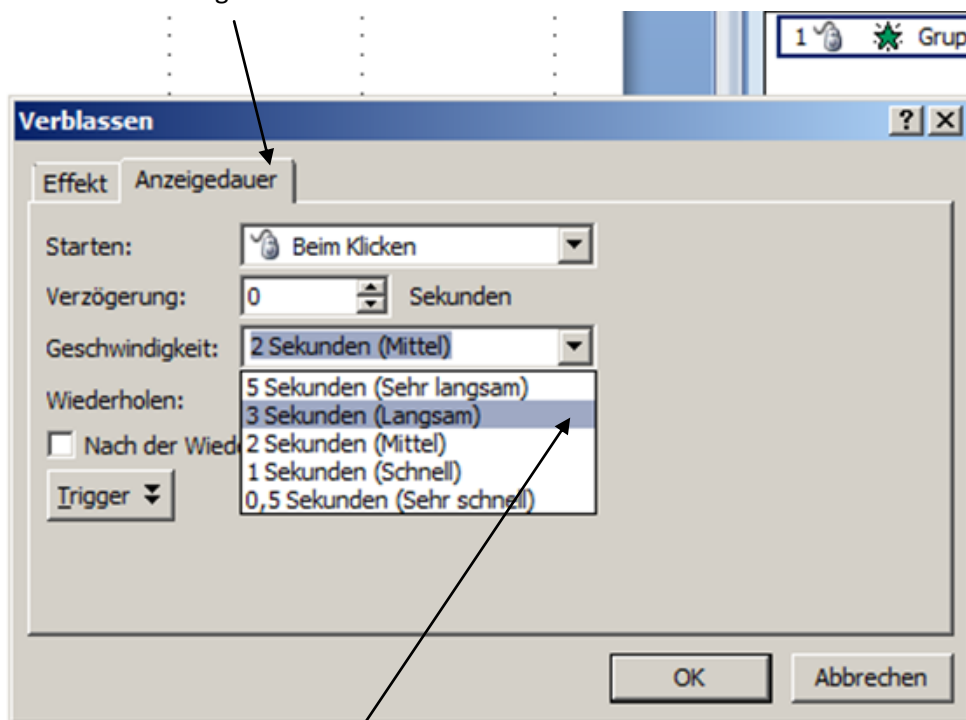 1 Grup
Verblassen
Effekt Anzeigedauer
Starten: Beim Klicken
Verzögerung: 0 Sekunden
Geschwindigkeit: 2 Sekunden (Mittel)
Wiederholen:
5 Sekunden (Sehr langsam)
3 Sekunden (Langsam)
Nach der Wied
2 Sekunden (Mittel)
1 Sekunden (Schnell)
Trigger
0,5 Sekunden (Sehr schnell)
OK Abbrechen